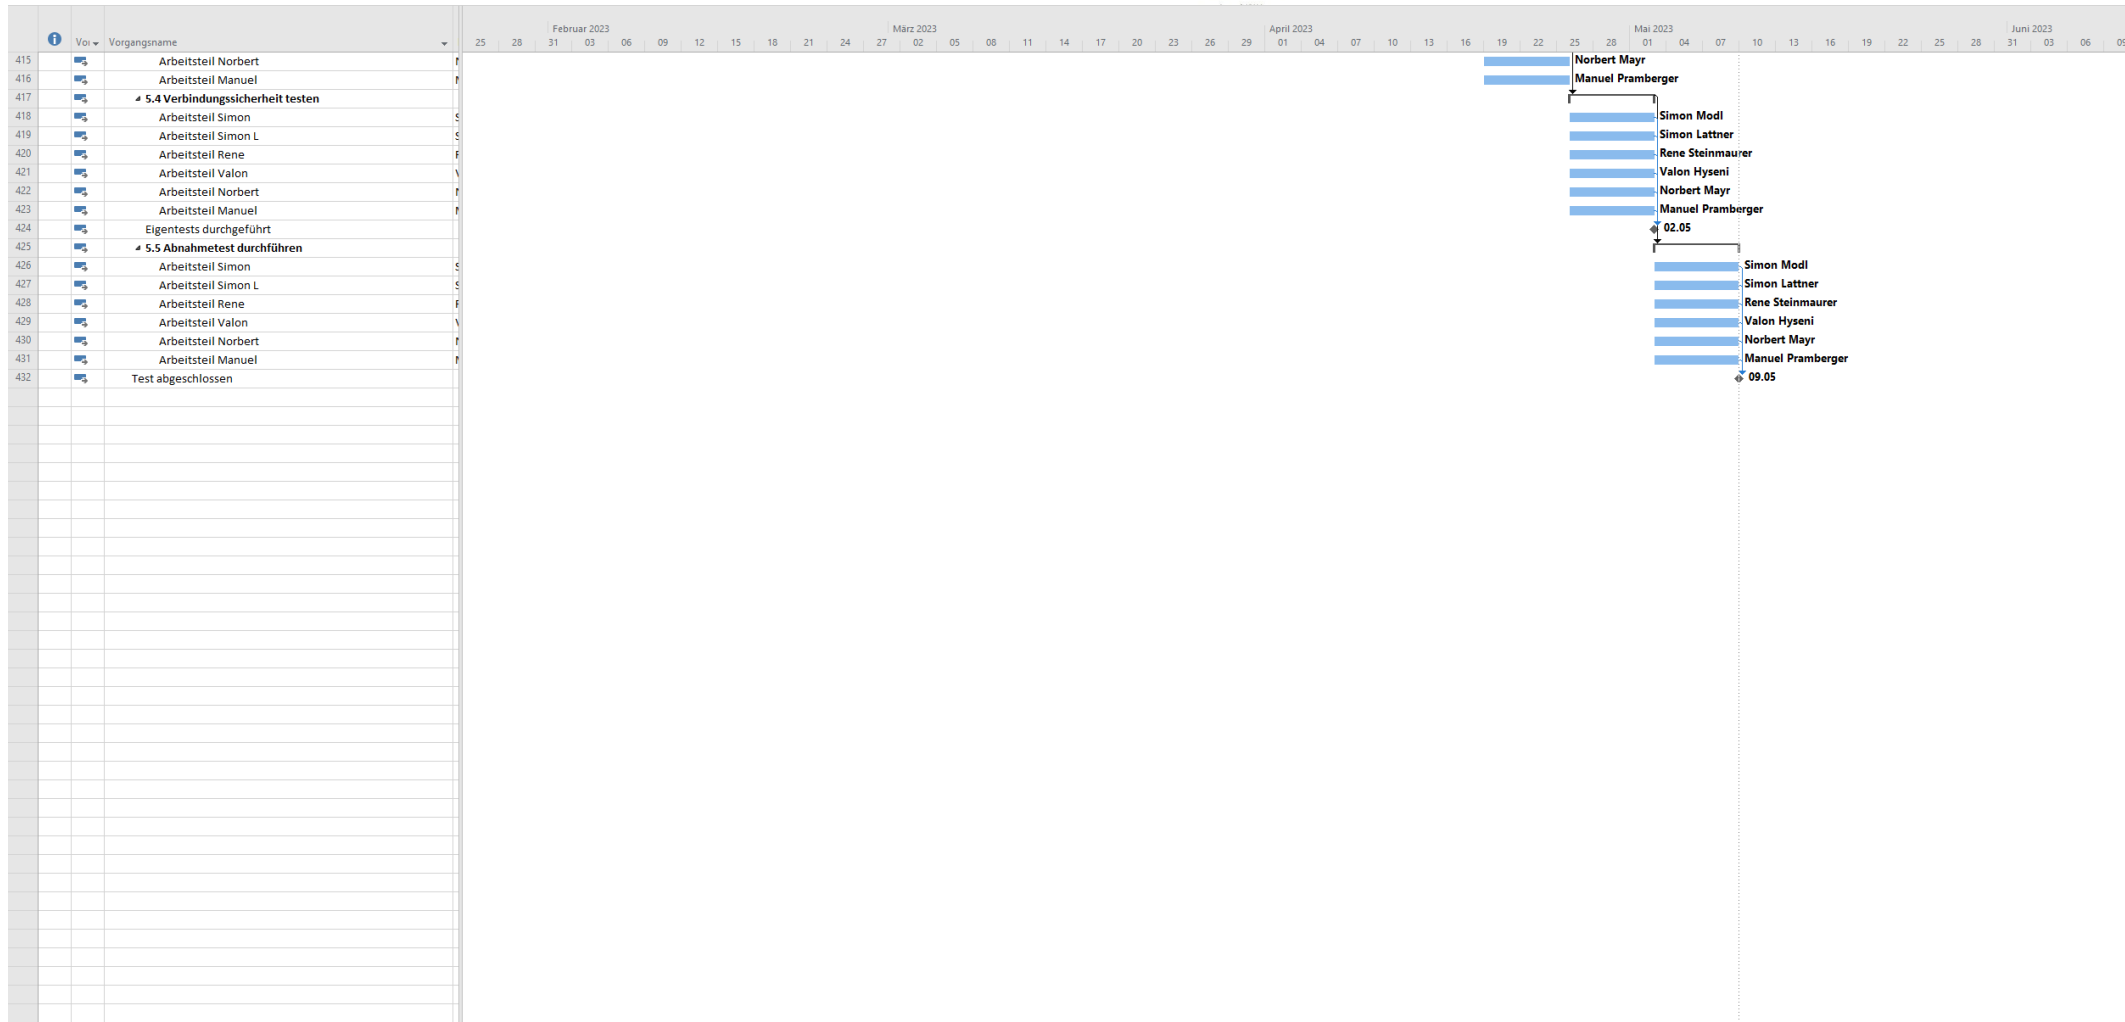 Februar 2023 März 2023 April 2023 Mai 2023 Juni 2023
Vor Vorgangsname 25 28 31 03 06 09 12 15 18 21 24 27 02 05 08 11 14 17 20 23 26 29 01 04 07 10 13 16 19 22 25 28 01 04 07 10 13 16 19 22 25 28 31 03 06 09
415 Arbeitsteil Norbert N Norbert Mayr
416 Arbeitsteil Manuel M Manuel Pramberger
417 5.4 Verbindungssicherheit testen
418 Arbeitsteil Simon S Simon Modl
419 Arbeitsteil Simon L S Simon Lattner
420 Arbeitsteil Rene R Rene Steinmaurer
421 Arbeitsteil Valon V Valon Hyseni
422 Arbeitsteil Norbert N Norbert Mayr
423 Arbeitsteil Manuel M Manuel Pramberger
424 Eigentests durchgeführt 02.05
425 5.5 Abnahmetest durchführen
426 Arbeitsteil Simon S Simon Modl
427 Arbeitsteil Simon L S Simon Lattner
428 Arbeitsteil Rene R Rene Steinmaurer
429 Arbeitsteil Valon V Valon Hyseni
430 Arbeitsteil Norbert N Norbert Mayr
431 Arbeitsteil Manuel M Manuel Pramberger
432 Test abgeschlossen 09.05